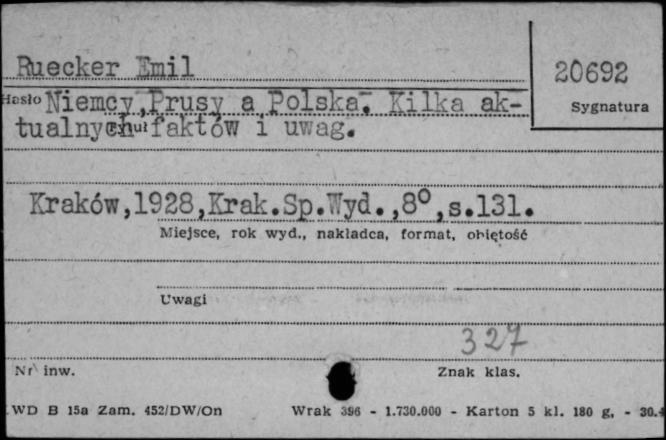 Ruecker Emil
20692
Hasło Niemcy, Prusy a Polska. Kilka ak-
Sygnatura
tualnych faktów i uwag.
Kraków,1928,Krak.Sp.Wyd.,8°,s.131.
Miejsce, rok wyd., nakładca, format, objętość
Uwagi
327
Nr inw.
Znak klas.
WD B 15a Zam. 452/DW/On Wrak 396 - 1.730.000 - Karton 5 kl. 180 g. - 30.4